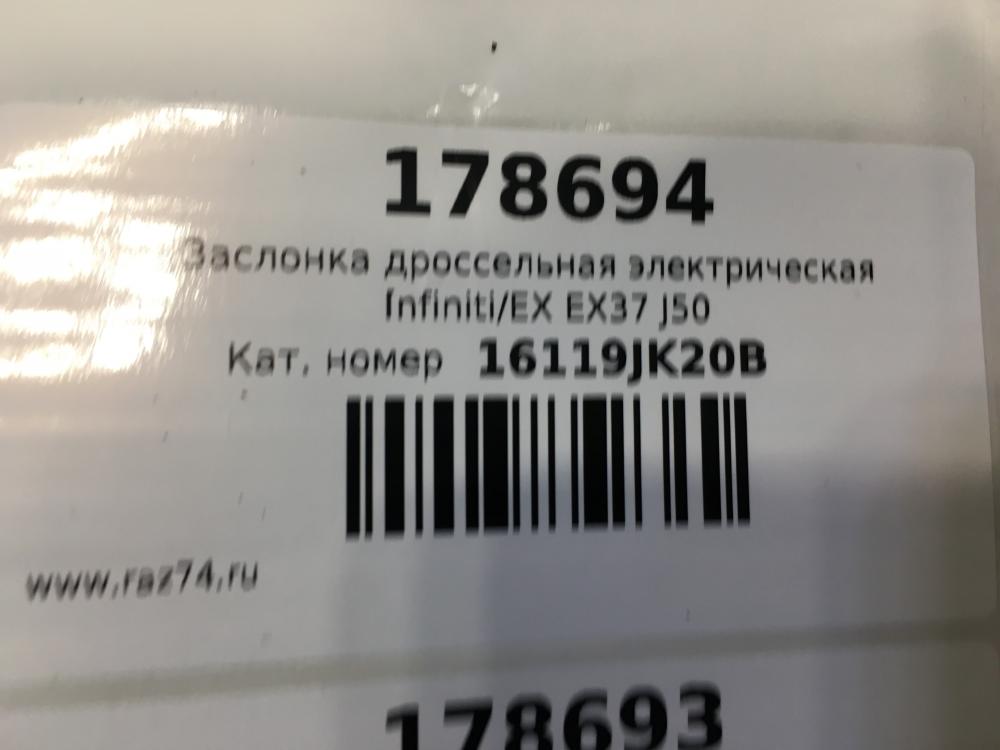 178694
Заслонка дроссельная электрическая
Infiniti/EX EX37 J50
Кат. номер 16119JK20B
www.raz74.ru
178693